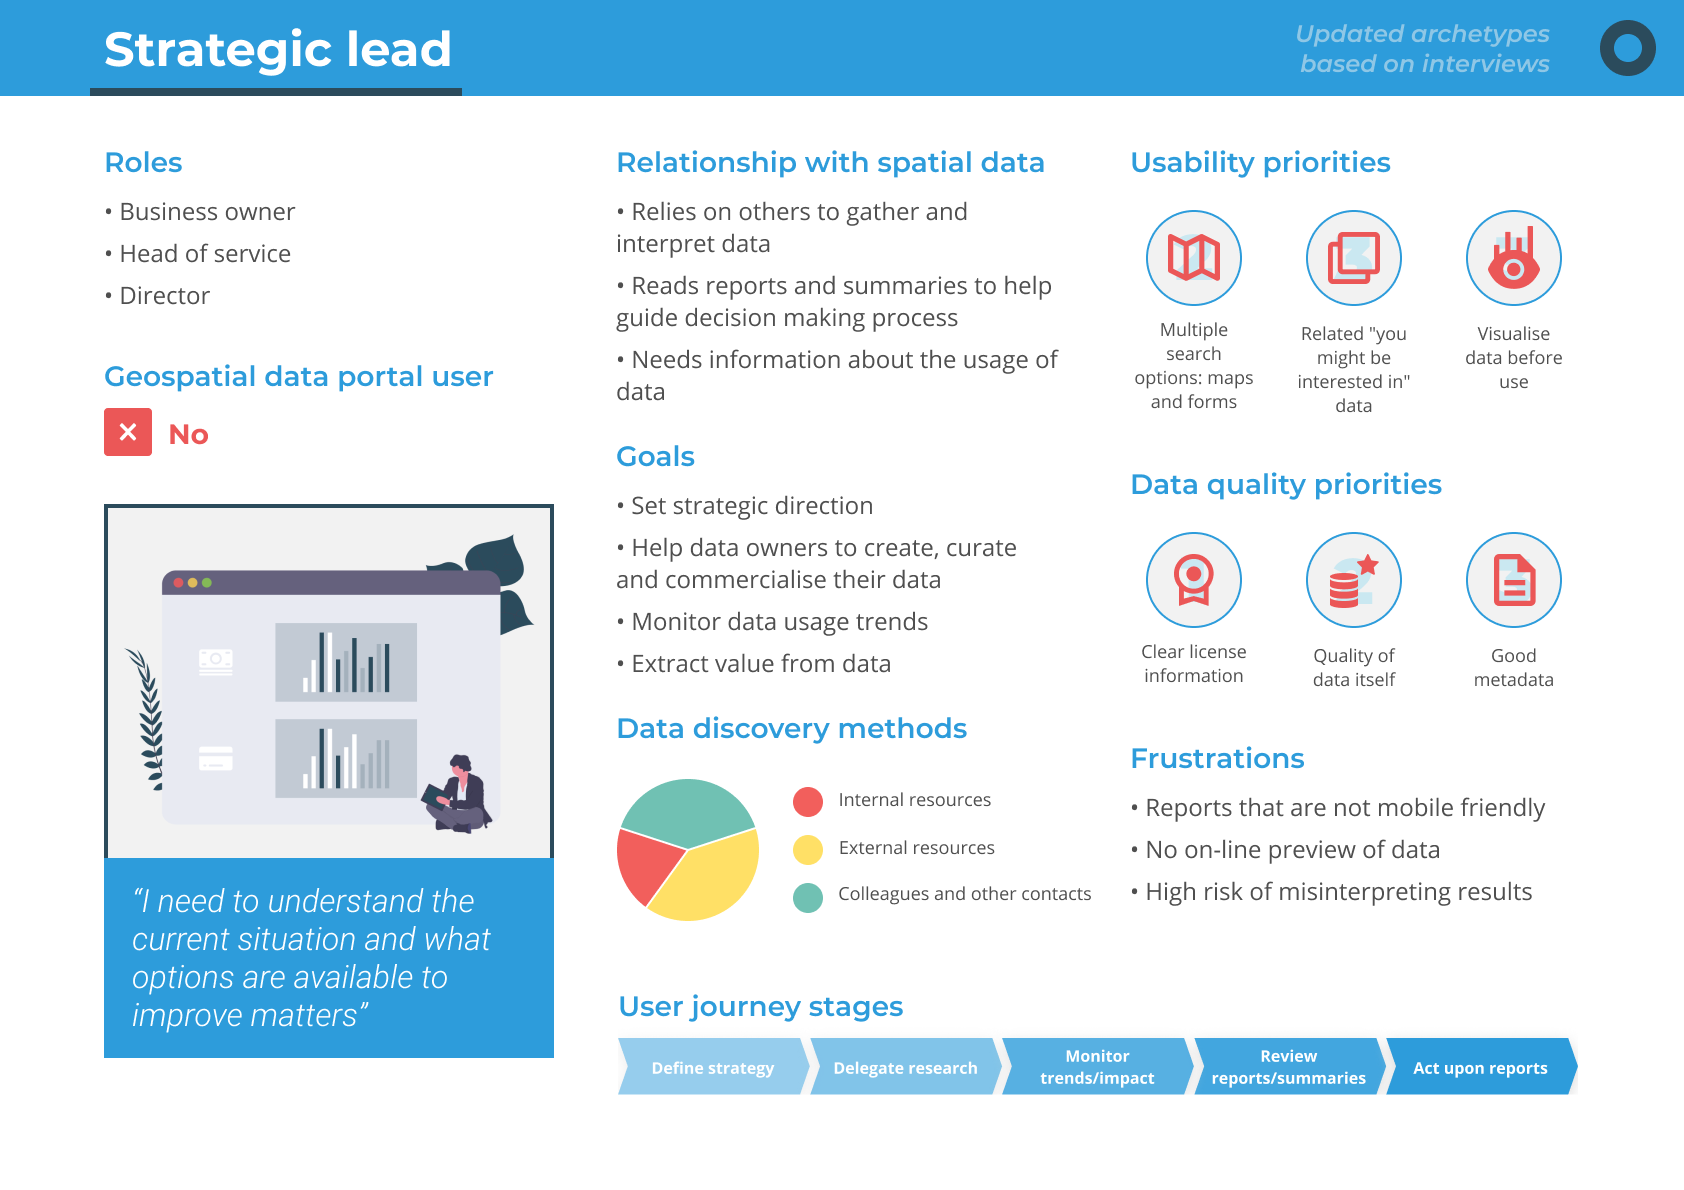 Strategic lead
Updated archetypes
based on interviews
Roles
• Business owner
• Head of service
• Director
Geospatial data portal user
No
“I need to understand the
current situation and what
options are available to
improve matters”
Relationship with spatial data
• Relies on others to gather and
interpret data
• Reads reports and summaries to help
guide decision making process
• Needs information about the usage of
data
Goals
• Set strategic direction
• Help data owners to create, curate
and commercialise their data
• Monitor data usage trends
• Extract value from data
Data discovery methods
Internal resources
External resources
Colleagues and other contacts
Usability priorities
Multiple
search
options: maps
and forms
Related "you
might be
interested in"
data
Visualise
data before
use
Data quality priorities
Clear license
information
Quality of
data itself
Good
metadata
Frustrations
• Reports that are not mobile friendly
• No on-line preview of data
• High risk of misinterpreting results
User journey stages
Define strategy
Delegate research
Monitor
trends/impact
Review
reports/summaries
Act upon reports